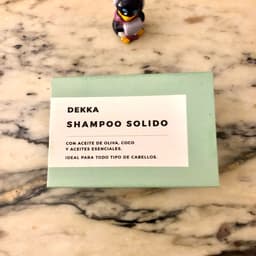 DEKKA
SHAMPOO SOLIDO
CON ACEITE DE OLIVA, COCO
Y ACEITES ESENCIALES.
IDEAL PARA TODO TIPO DE CABELLOS.